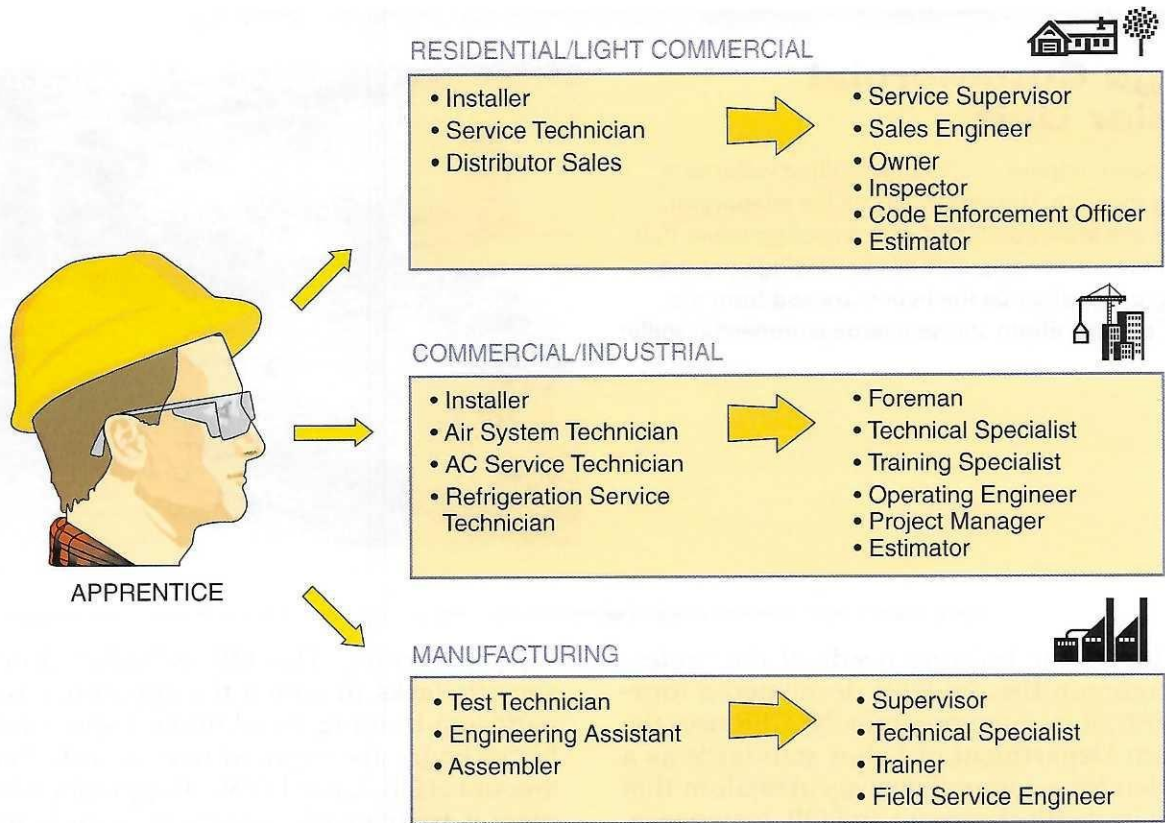 RESIDENTIAL/LIGHT COMMERCIAL
• Installer
• Service Technician
• Distributor Sales
• Service Supervisor
• Sales Engineer
• Owner
• Inspector
• Code Enforcement Officer
• Estimator
COMMERCIAL/INDUSTRIAL
• Installer
• Air System Technician
• AC Service Technician
• Refrigeration Service
Technician
• Foreman
• Technical Specialist
• Training Specialist
• Operating Engineer
• Project Manager
• Estimator
APPRENTICE
MANUFACTURING
• Test Technician
• Engineering Assistant
• Assembler
• Supervisor
• Technical Specialist
• Trainer
• Field Service Engineer